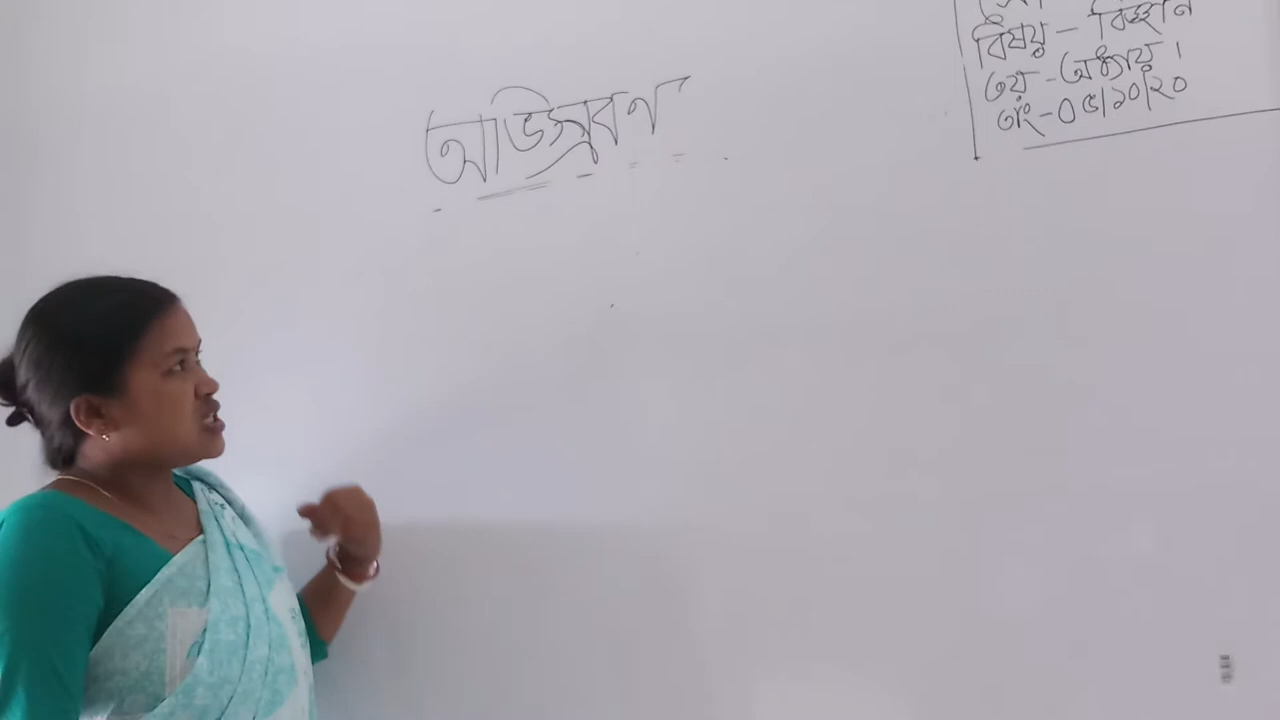 অভিস্রবণ
বিষয় - বিজ্ঞান
৩য় - অধ্যায় ।
তাং - ০৫/১০/২০